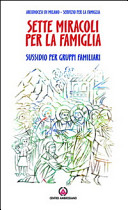 ARCIDIOCESI DI MILANO - SERVIZIO PER LA FAMIGLIA
SETTE MIRACOLI
PER LA FAMIGLIA
SUSSIDIO PER GRUPPI FAMILIARI
CENTRO AMBROSIANO